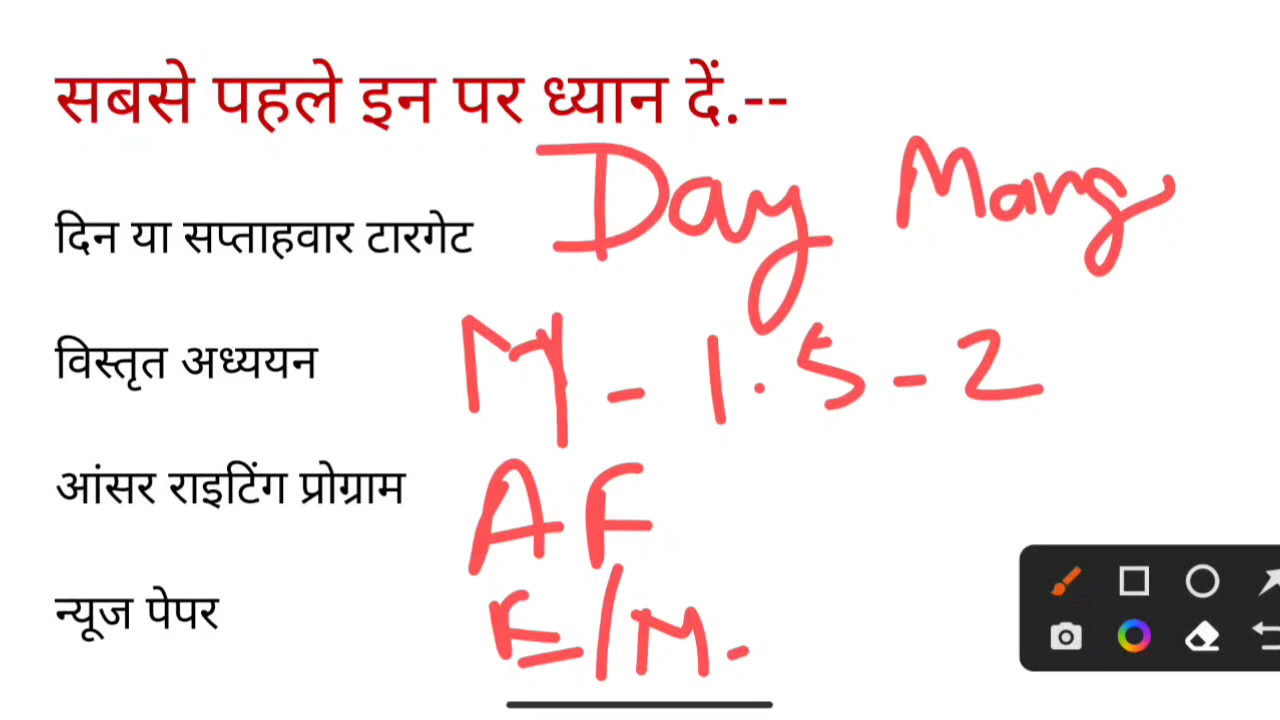 सबसे पहले इन पर ध्यान दें.--
Day Mang
दिन या सप्ताहवार टारगेट
विस्तृत अध्ययन M - 1.5 - 2
आंसर राइटिंग प्रोग्राम AF
न्यूज पेपर E/M.